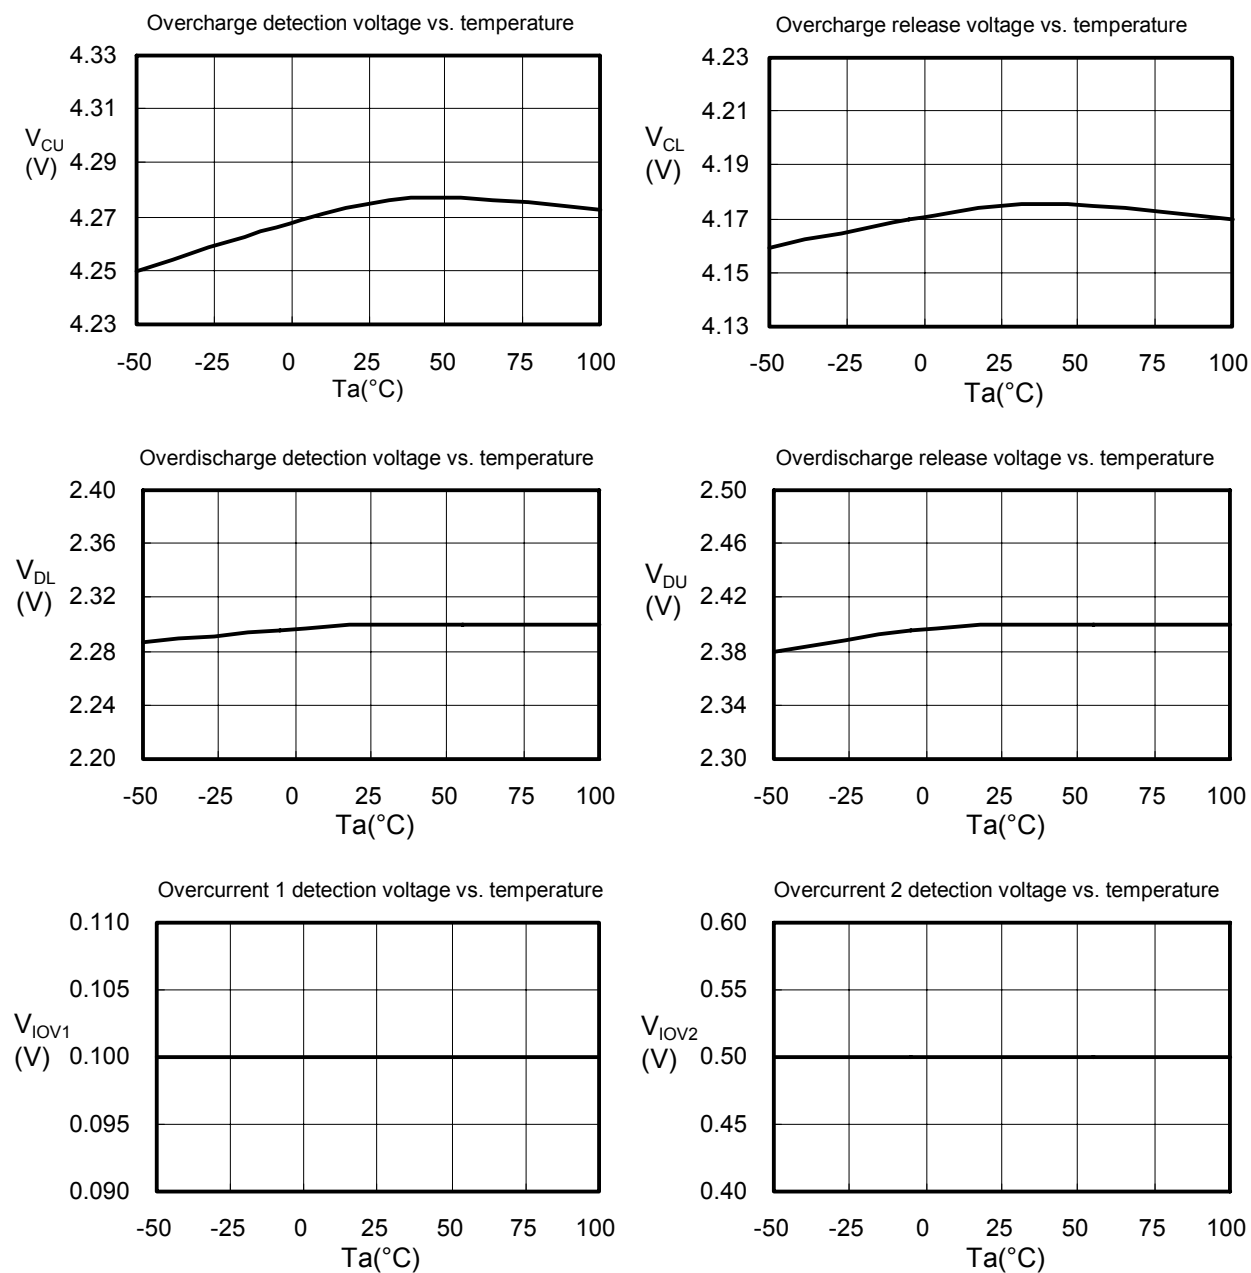 Overcharge detection voltage vs. temperature
4.33
4.31
V_CU
(V)
4.29
4.27
4.25
4.23
-50 -25 0 25 50 75 100
Ta(°C)
Overcharge release voltage vs. temperature
4.23
4.21
V_CL
(V)
4.19
4.17
4.15
4.13
-50 -25 0 25 50 75 100
Ta(°C)
Overdischarge detection voltage vs. temperature
2.40
2.36
V_DL
(V)
2.32
2.28
2.24
2.20
-50 -25 0 25 50 75 100
Ta(°C)
Overdischarge release voltage vs. temperature
2.50
2.46
V_DU
(V)
2.42
2.38
2.34
2.30
-50 -25 0 25 50 75 100
Ta(°C)
Overcurrent 1 detection voltage vs. temperature
0.110
0.105
V_IOV1
(V)
0.100
0.095
0.090
-50 -25 0 25 50 75 100
Ta(°C)
Overcurrent 2 detection voltage vs. temperature
0.60
0.55
V_IOV2
(V)
0.50
0.45
0.40
-50 -25 0 25 50 75 100
Ta(°C)